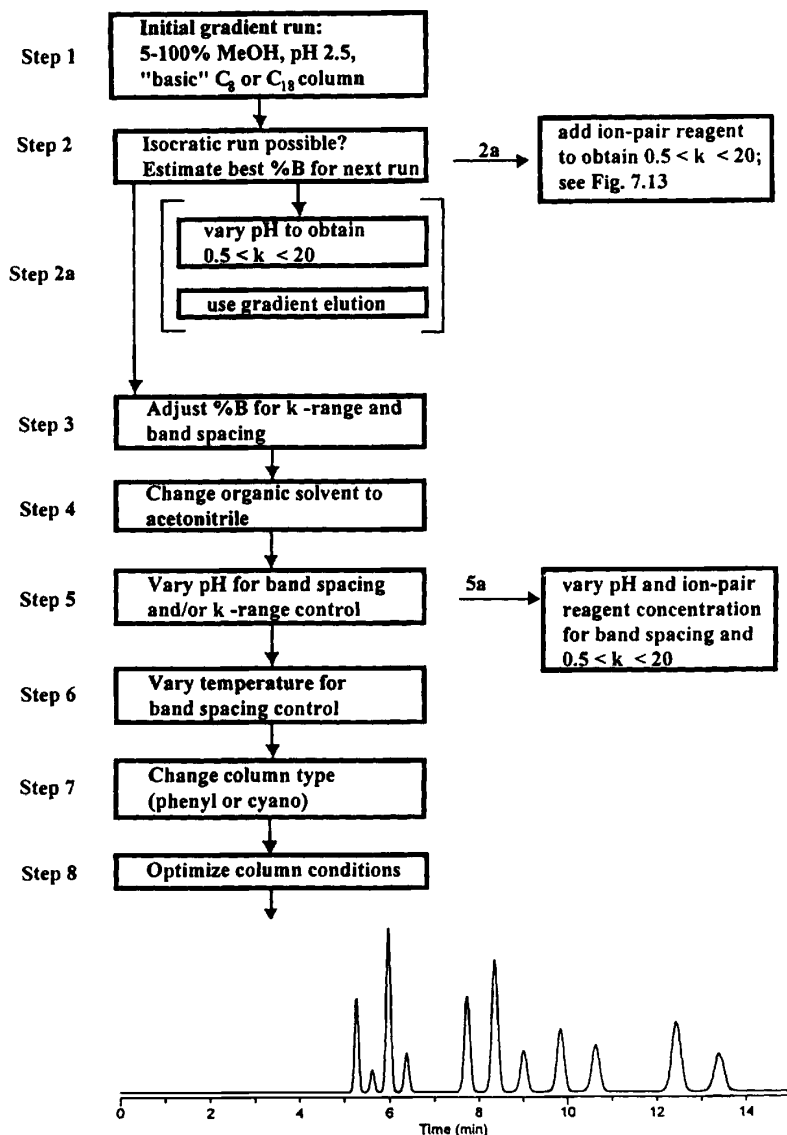 Step 1
Initial gradient run:
5-100% MeOH, pH 2.5,
"basic" C8 or C18 column
Step 2
Isocratic run possible?
Estimate best %B for next run
2a
add ion-pair reagent
to obtain 0.5 < k < 20;
see Fig. 7.13
Step 2a
vary pH to obtain
0.5 < k < 20
use gradient elution
Step 3
Adjust %B for k -range and
band spacing
Step 4
Change organic solvent to
acetonitrile
Step 5
Vary pH for band spacing
and/or k -range control
5a
vary pH and ion-pair
reagent concentration
for band spacing and
0.5 < k < 20
Step 6
Vary temperature for
band spacing control
Step 7
Change column type
(phenyl or cyano)
Step 8
Optimize column conditions
0 2 4 6 8 10 12 14
Time (min)